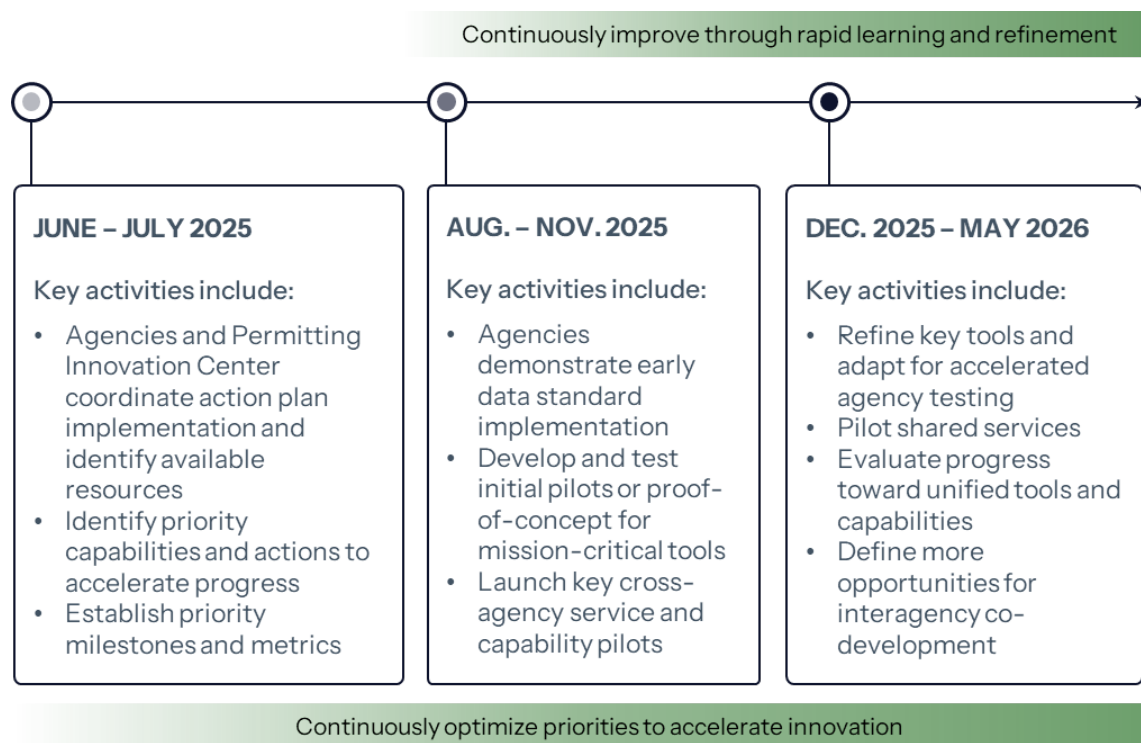 Continuously improve through rapid learning and refinement
JUNE – JULY 2025
Key activities include:
• Agencies and Permitting
Innovation Center
coordinate action plan
implementation and
identify available
resources
• Identify priority
capabilities and actions to
accelerate progress
• Establish priority
milestones and metrics
AUG. – NOV. 2025
Key activities include:
• Agencies
demonstrate early
data standard
implementation
• Develop and test
initial pilots or proof-
of-concept for
mission-critical tools
• Launch key cross-
agency service and
capability pilots
DEC. 2025 – MAY 2026
Key activities include:
• Refine key tools and
adapt for accelerated
agency testing
• Pilot shared services
• Evaluate progress
toward unified tools and
capabilities
• Define more
opportunities for
interagency co-
development
Continuously optimize priorities to accelerate innovation